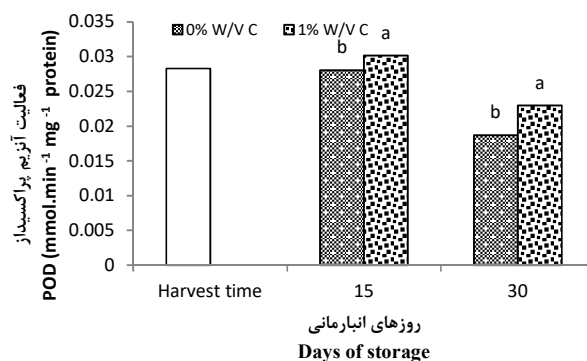 0.035
0% W/V C
1% W/V C
0.03
0.025
0.02
0.015
0.01
0.005
0
b
a
b
a
فعالیت آنزیم پراکسیداز
POD (mmol.min⁻¹ mg⁻¹ protein)
Harvest time
15
30
روزهای انبارمانی
Days of storage